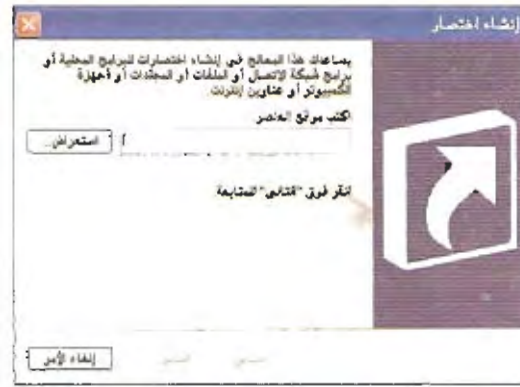 إنشاء اختصار
يساعدك هذا المعالج في إنشاء اختصارات للبرامج المحلية أو
برامج شبكة الاتصال أو الملفات أو المجلدات أو أجهزة
الكمبيوتر أو عناوين إنترنت.
اكتب موقع العنصر
استعراض...
انقر فوق "التالي" للمتابعة
إلغاء الأمر